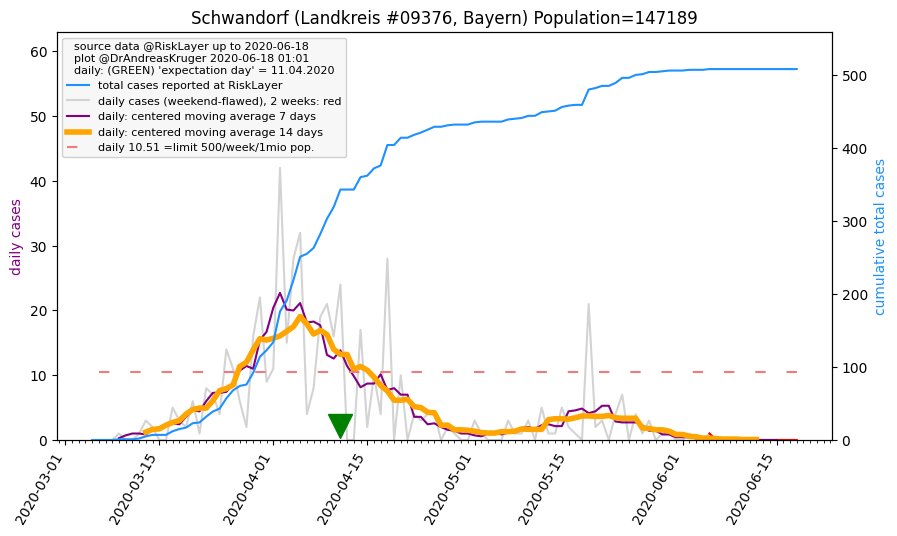 Schwandorf (Landkreis #09376, Bayern) Population=147189
source data @RiskLayer up to 2020-06-18
plot @DrAndreasKruger 2020-06-18 01:01
daily: (GREEN) 'expectation day' = 11.04.2020
total cases reported at RiskLayer
daily cases (weekend-flawed), 2 weeks: red
daily: centered moving average 7 days
daily: centered moving average 14 days
daily 10.51 =limit 500/week/1mio pop.
daily cases
60
50
40
30
20
10
0
cumulative total cases
500
400
300
200
100
0
2020-03-01
2020-03-15
2020-04-01
2020-04-15
2020-05-01
2020-05-15
2020-06-01
2020-06-15